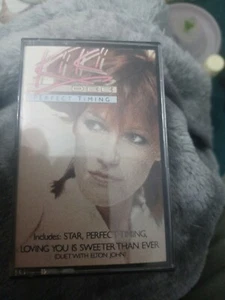 KiKi
PERFECT TIMING
Includes: STAR, PERFECT TIMING,
LOVING YOU IS SWEETER THAN EVER
(DUET WITH ELTON JOHN)